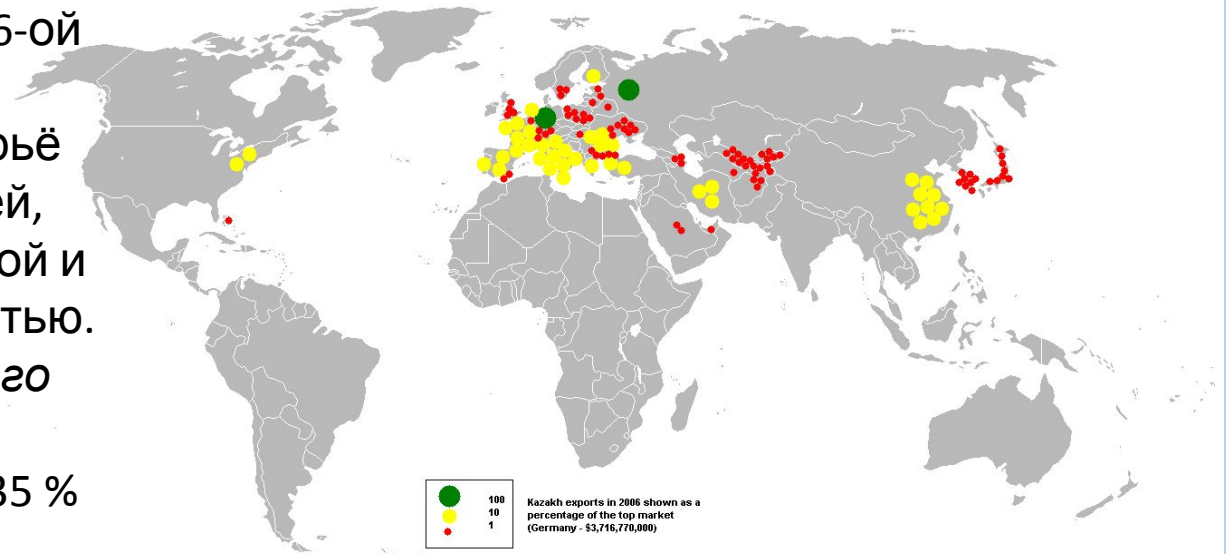 6-ой
рьё
ей,
ой и
тью.
го
35 %
100
10
1
Kazakh exports in 2006 shown as a
percentage of the top market
(Germany - $3,716,770,000)